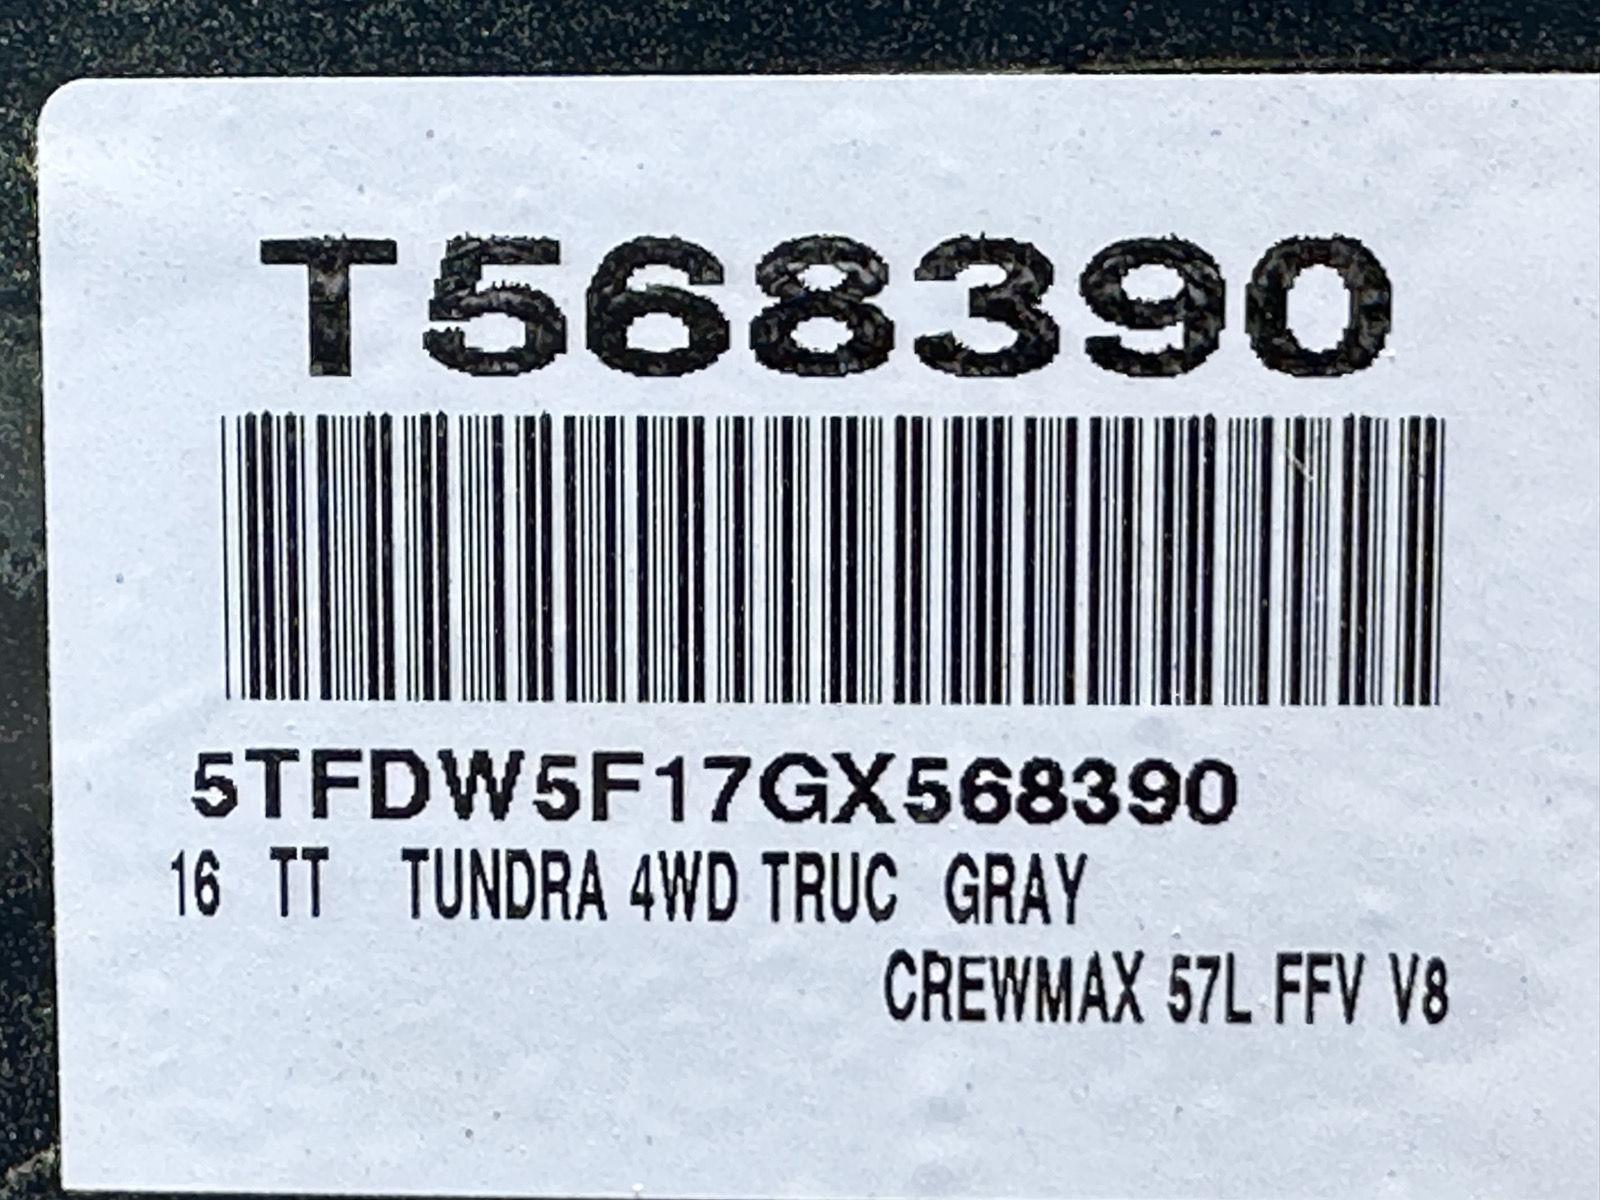 T568390
5TFDW5F17GX568390
16 TT TUNDRA 4WD TRUC GRAY
CREWMAX 57L FFV V8